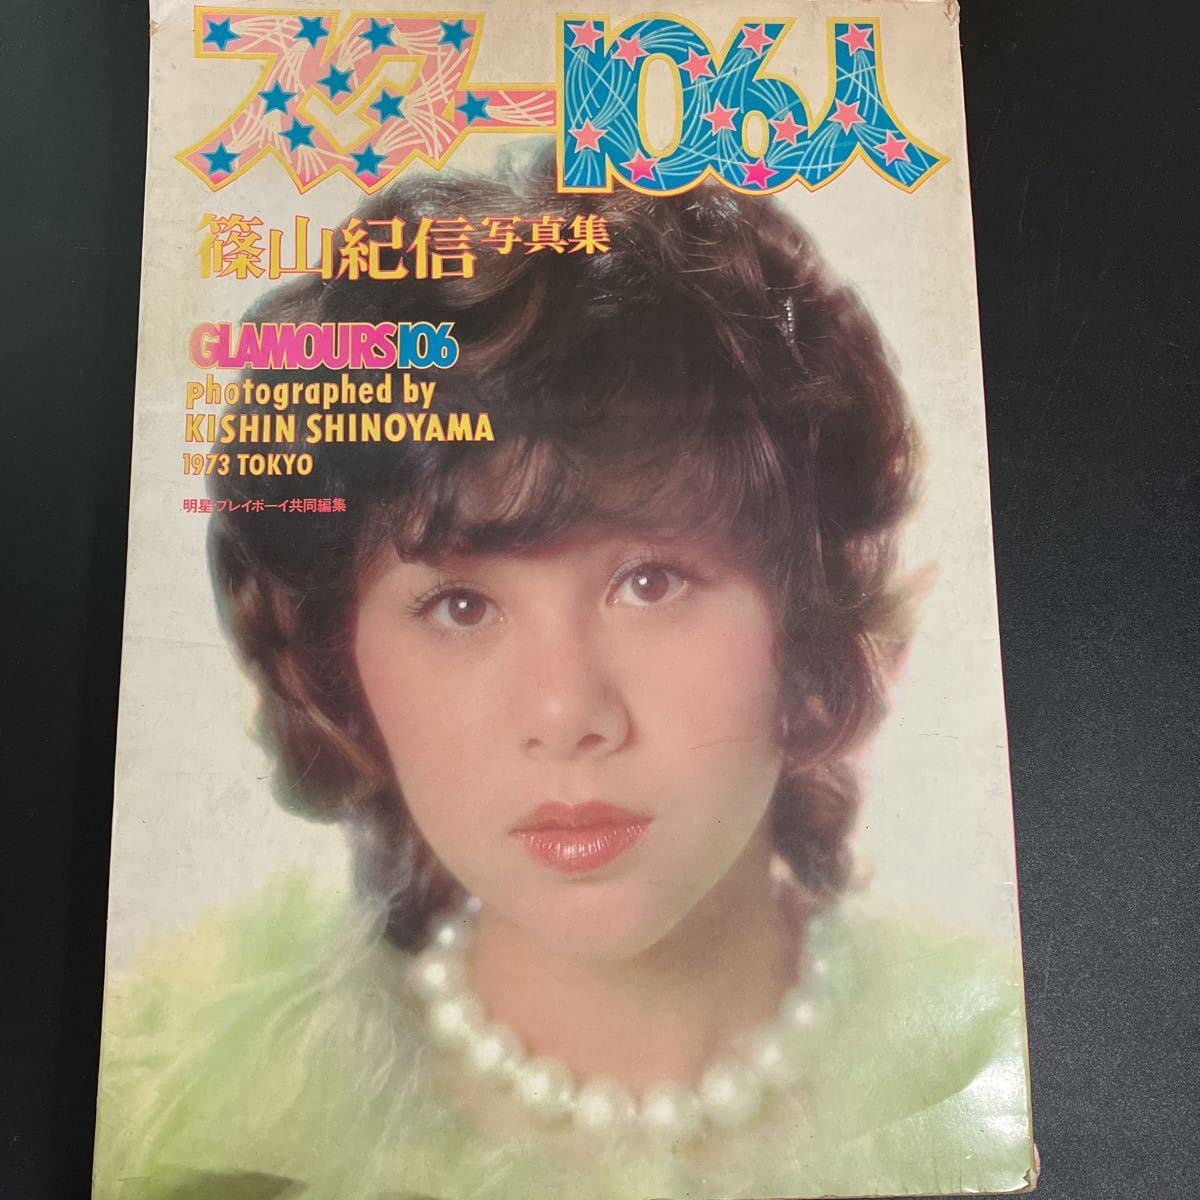 スター106人
篠山紀信写真集
GLAMOURS106
photographed by
KISHIN SHINOYAMA
1973 TOKYO
明星・プレイボーイ共同編集